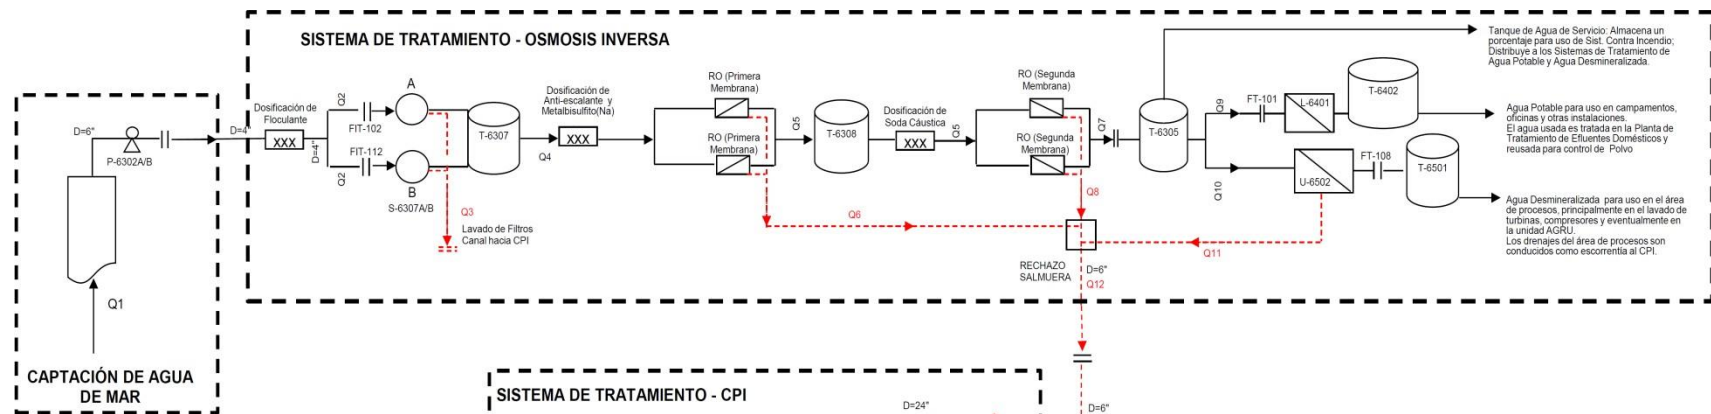 SISTEMA DE TRATAMIENTO - OSMOSIS INVERSA
D=6"
P-6302A/B
Q1
CAPTACIÓN DE AGUA
DE MAR
D=4"
Dosificación de
Floculante
XXX
D=4"
Q2
FIT-102
A
Q2
FIT-112
B
S-6307A/B
Q3
Lavado de Filtros
Canal hacia CPI
T-6307
Q4
Dosificación de
Anti-escalante y
Metalbisulfito(Na)
XXX
RO (Primera
Membrana)
RO (Primera
Membrana)
Q5
Q6
T-6308
Dosificación de
Soda Cáustica
XXX
Q5
RO (Segunda
Membrana)
RO (Segunda
Membrana)
Q7
Q8
RECHAZO
SALMUERA
D=6"
Q12
T-6305
Q9
FT-101
L-6401
T-6402
Q10
U-6502
FT-108
T-6501
Q11
Tanque de Agua de Servicio: Almacena un
porcentaje para uso de Sist. Contra Incendio;
Distribuye a los Sistemas de Tratamiento de
Agua Potable y Agua Desmineralizada.
Agua Potable para uso en campamentos,
oficinas y otras instalaciones.
El agua usada es tratada en la Planta de
Tratamiento de Efluentes Domésticos y
reusada para control de Polvo
Agua Desmineralizada para uso en el área
de procesos, principalmente en el lavado de
turbinas, compresores y eventualmente en
la unidad AGRU.
Los drenajes del área de procesos son
conducidos como escorrentía al CPI.
SISTEMA DE TRATAMIENTO - CPI
D=24"
D=6"